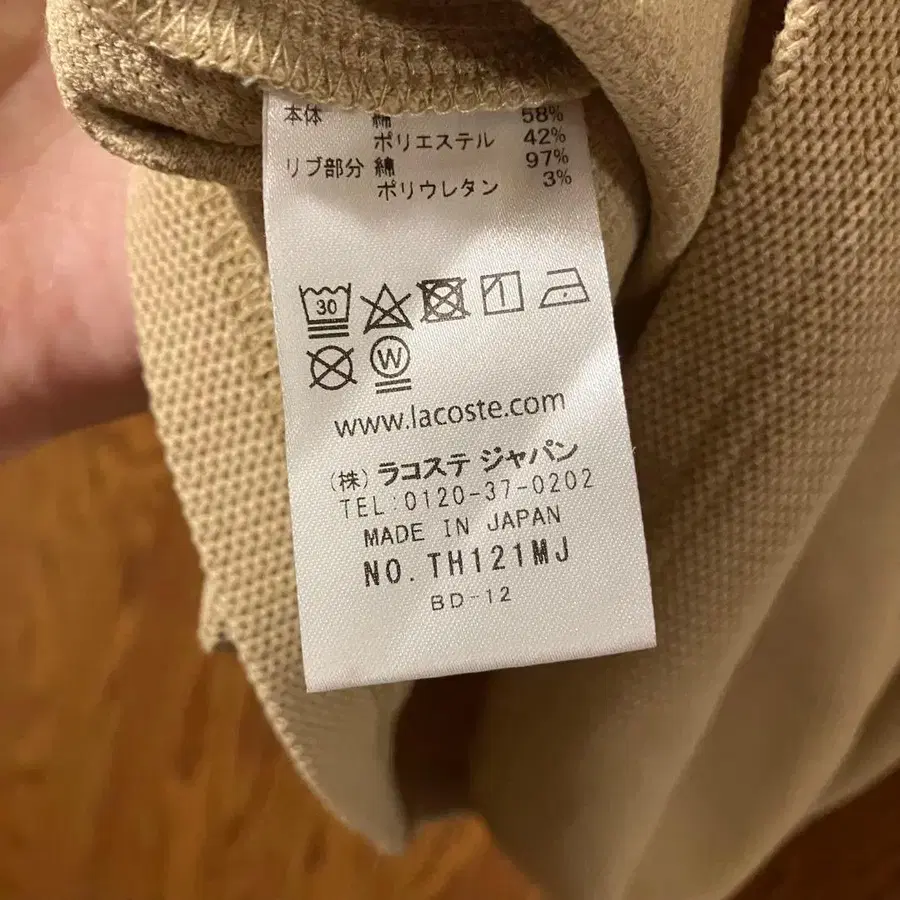 本体 綿 58%
ポリエステル 42%
リブ部分 綿 97%
ポリウレタン 3%
30
W
www.lacoste.com
(株) ラコステ ジャパン
TEL:0120-37-0202
MADE IN JAPAN
NO. TH121MJ
BD-12